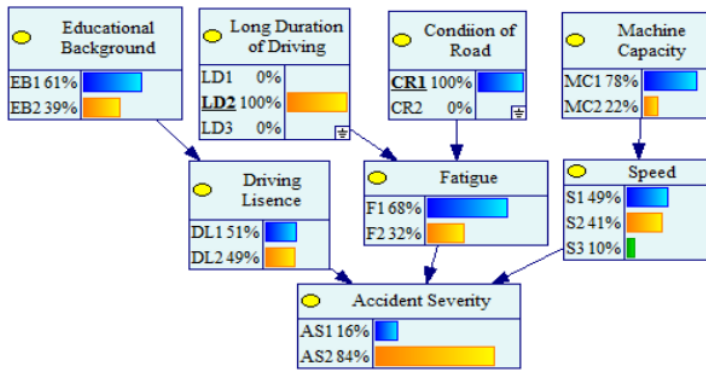 Educational
Background
EB1 61%
EB2 39%
Long Duration
of Driving
LD1 0%
LD2 100%
LD3 0%
Condiion of
Road
CR1 100%
CR2 0%
Machine
Capacity
MC1 78%
MC2 22%
Driving
Lisence
DL1 51%
DL2 49%
Fatigue
F1 68%
F2 32%
Speed
S1 49%
S2 41%
S3 10%
Accident Severity
AS1 16%
AS2 84%